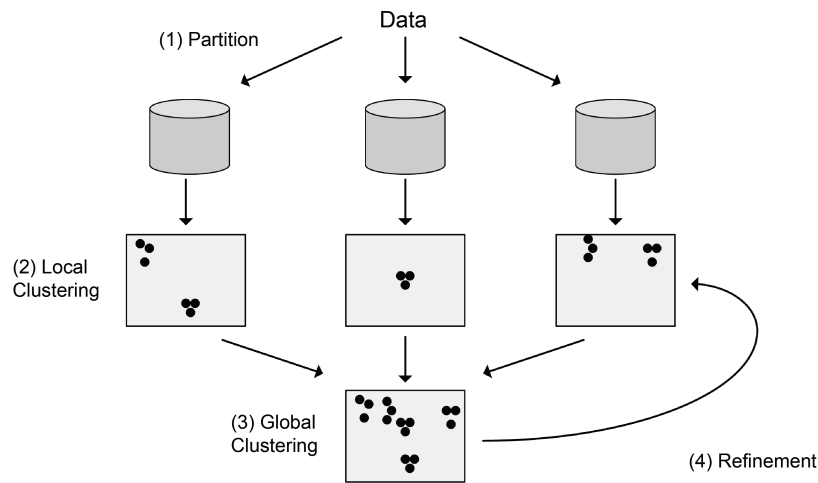 Data
(1) Partition
(2) Local
Clustering
(3) Global
Clustering
(4) Refinement